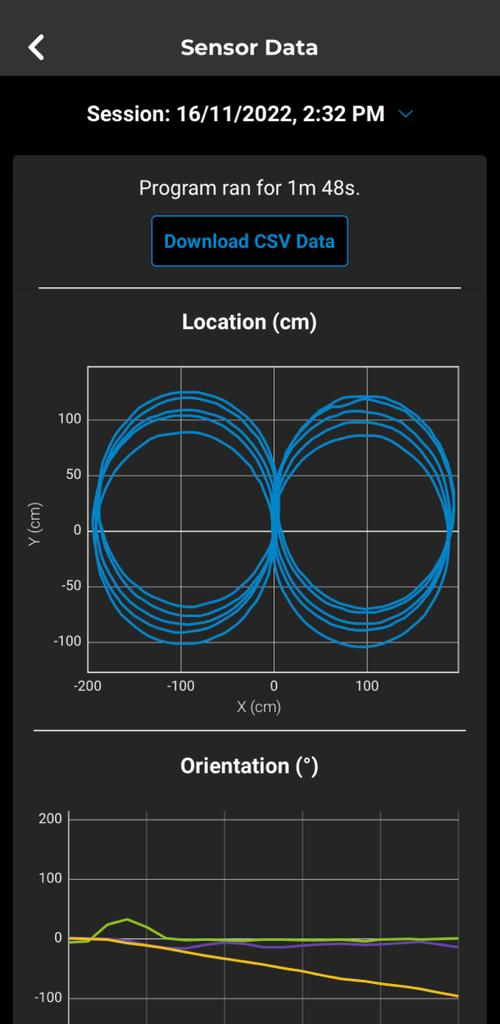 Sensor Data
Session: 16/11/2022, 2:32 PM
Program ran for 1m 48s.
Download CSV Data
Location (cm)
100
50
0
-50
-100
Y (cm)
-200 -100 0 100
X (cm)
Orientation (°)
200
100
0
-100